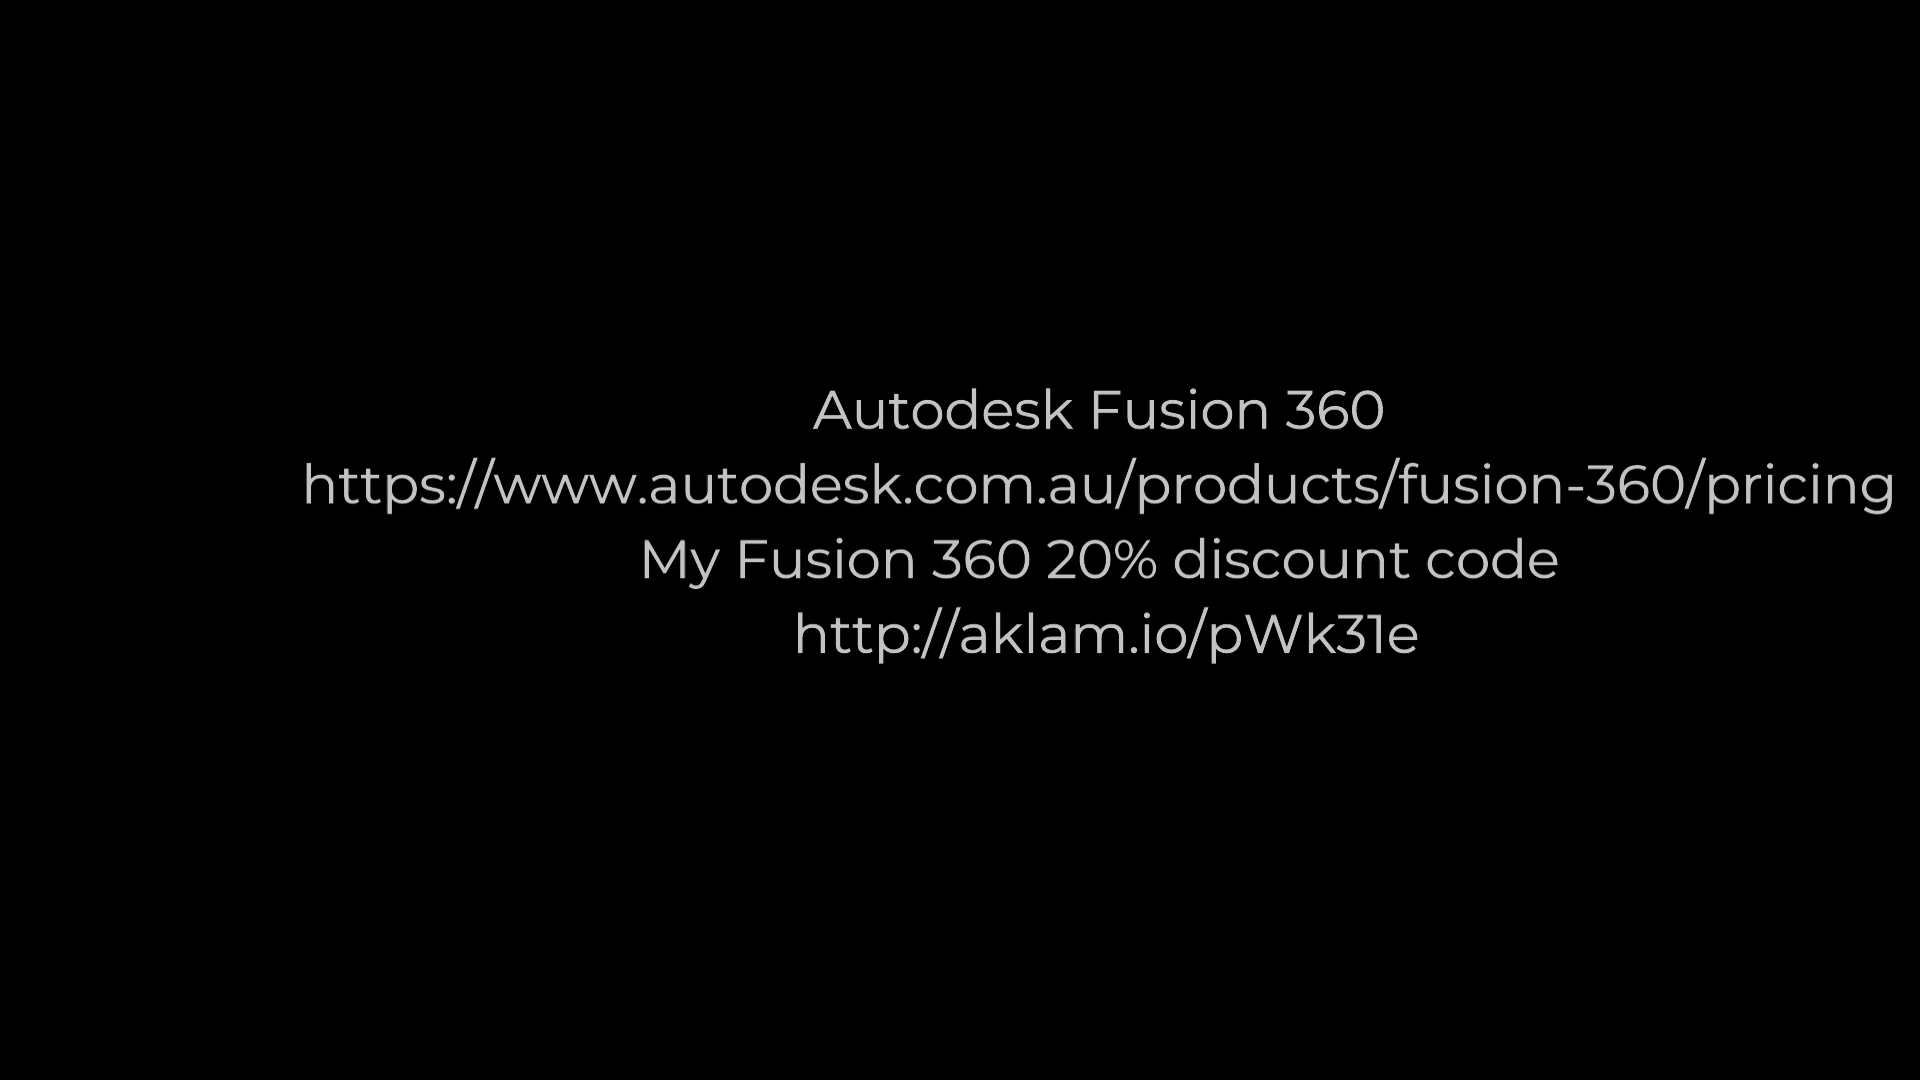 Autodesk Fusion 360
https://www.autodesk.com.au/products/fusion-360/pricing
My Fusion 360 20% discount code
http://aklam.io/pWk31e